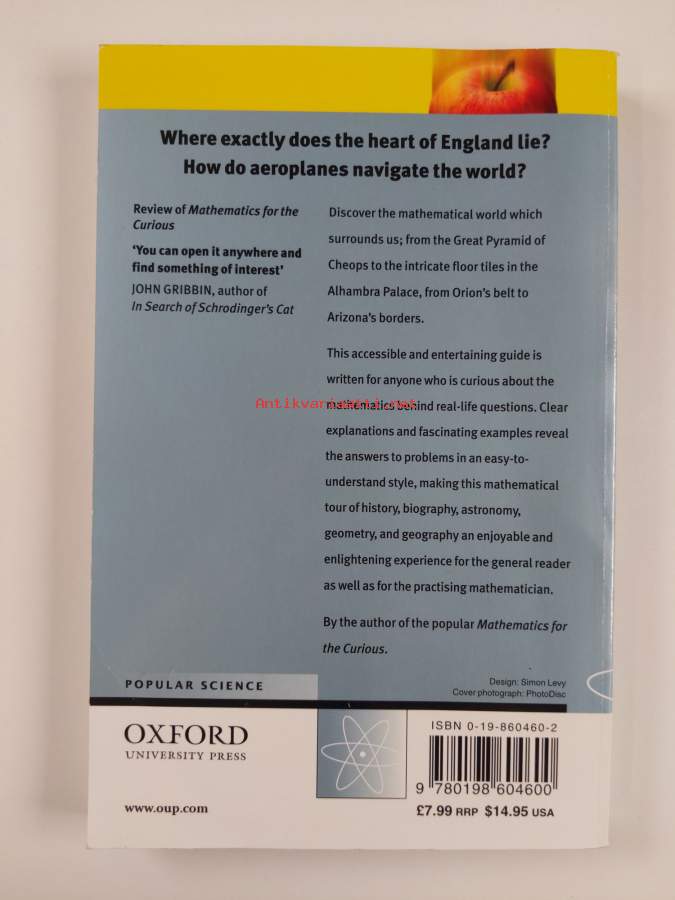 Where exactly does the heart of England lie?
How do aeroplanes navigate the world?
Review of Mathematics for the
Curious
‘You can open it anywhere and
find something of interest’
JOHN GRIBBIN, author of
In Search of Schrodinger's Cat
Discover the mathematical world which
surrounds us; from the Great Pyramid of
Cheops to the intricate floor tiles in the
Alhambra Palace, from Orion's belt to
Arizona's borders.
This accessible and entertaining guide is
written for anyone who is curious about the
mathematics behind real-life questions. Clear
Antikvariaatti.net
explanations and fascinating examples reveal
the answers to problems in an easy-to-
understand style, making this mathematical
tour of history, biography, astronomy,
geometry, and geography an enjoyable and
enlightening experience for the general reader
as well as for the practising mathematician.
By the author of the popular Mathematics for
the Curious.
POPULAR SCIENCE
Design: Simon Levy
Cover photograph: PhotoDisc
OXFORD
UNIVERSITY PRESS
www.oup.com
ISBN 0-19-860460-2
9 780198 604600
£7.99 RRP $14.95 USA